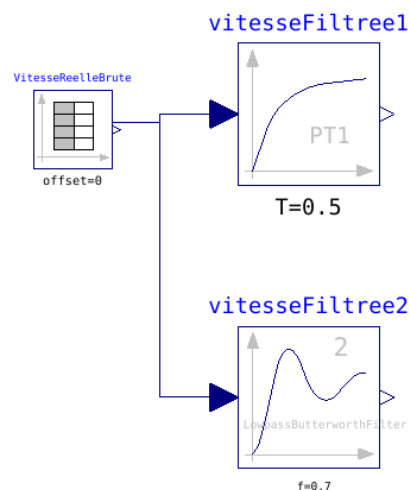 vitesseFiltree1
VitesseReelleBrute
PT1
offset=0
T=0.5
vitesseFiltree2
2
LowpassButterworthFilter
f=0.7